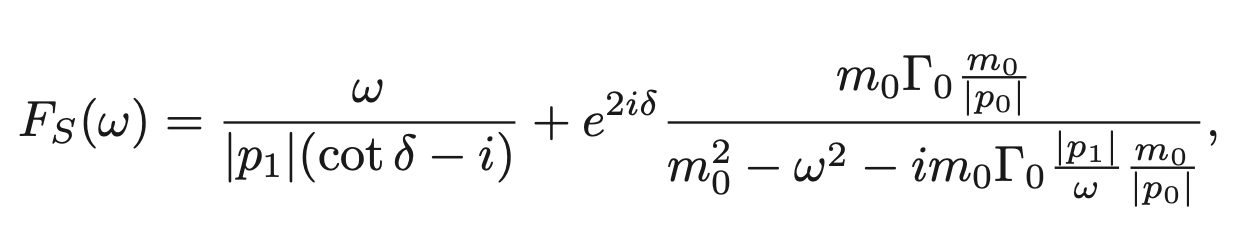 F_S(\omega) = \frac{\omega}{|p_1|(\cot \delta - i)} + e^{2i\delta} \frac{m_0 \Gamma_0 \frac{m_0}{|p_0|}}{m_0^2 - \omega^2 - i m_0 \Gamma_0 \frac{|p_1|}{\omega} \frac{m_0}{|p_0|}},